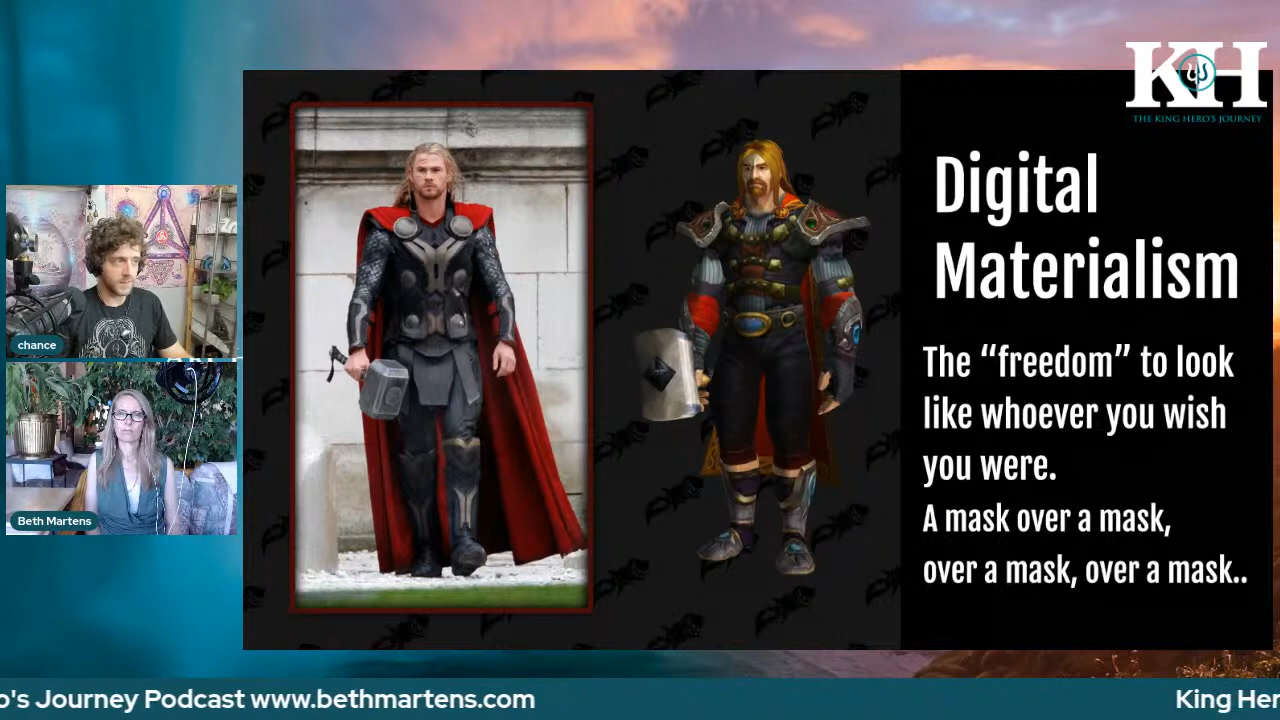 KH
THE KING HERO'S JOURNEY
Digital
Materialism
The “freedom” to look
like whoever you wish
you were.
A mask over a mask,
over a mask, over a mask..
chance
Beth Martens
o's Journey Podcast www.bethmartens.com
King Her